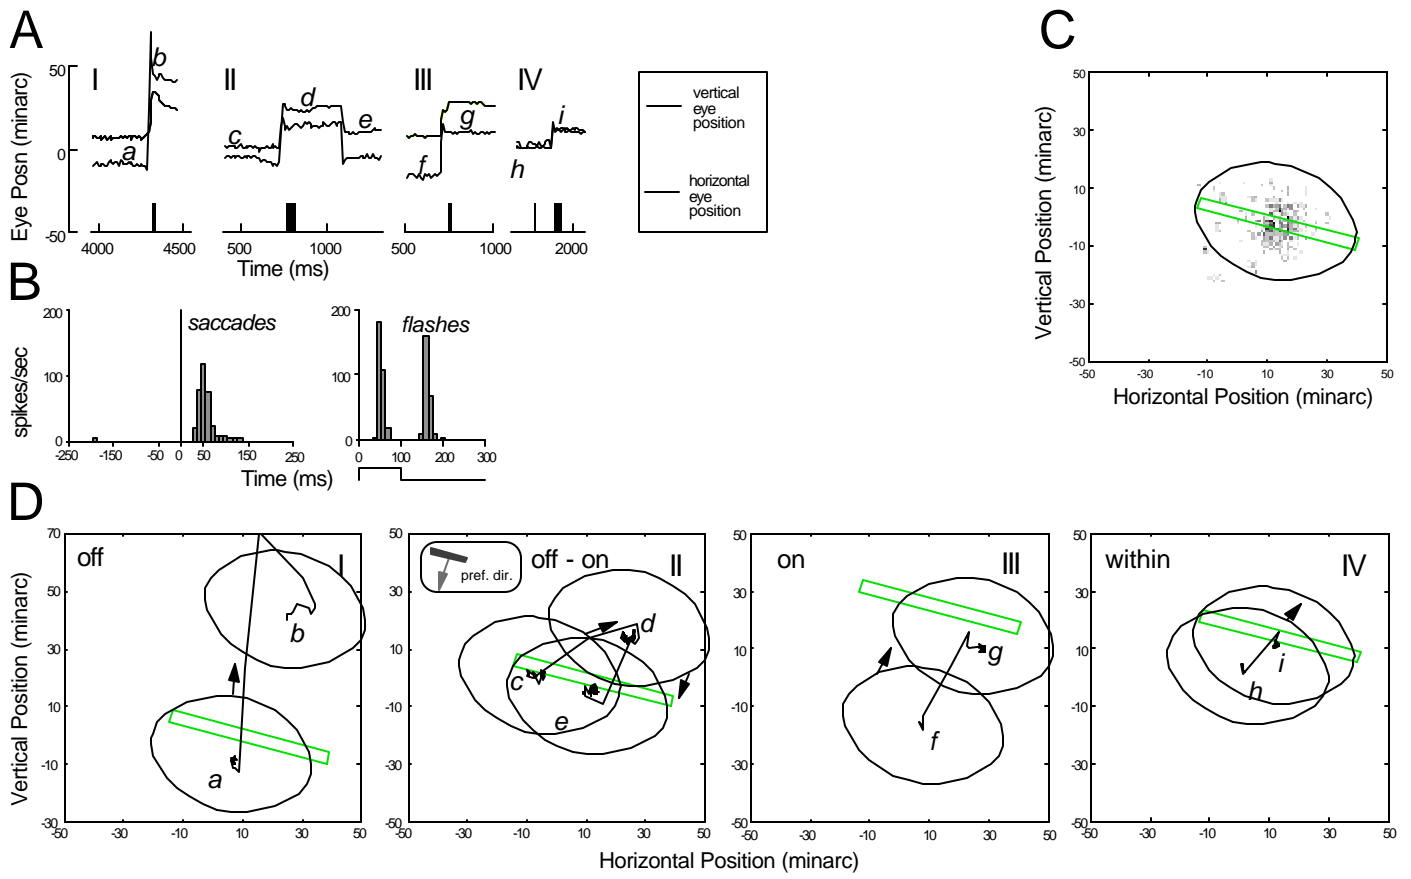 A
Eye Posn (minarc)
50
0
-50
I
II
III
IV
a
b
c
d
e
f
g
h
i
4000
4500
500
1000
500
1000
2000
Time (ms)
vertical
eye
position
horizontal
eye
position
B
spikes/sec
200
100
0
saccades
-250
-150
-50
0
50
150
250
Time (ms)
200
100
0
flashes
0
100
200
300
C
Vertical Position (minarc)
50
30
10
-10
-30
-50
-50
-30
-10
10
30
50
Horizontal Position (minarc)
D
Vertical Position (minarc)
70
50
30
10
-10
-30
-50
off
I
b
a
-50
-30
-10
10
30
50
50
30
10
-10
-30
-50
pref. dir.
off - on
II
c
d
e
-50
-30
-10
10
30
50
50
30
10
-10
-30
-50
on
III
g
f
-50
-30
-10
10
30
50
50
30
10
-10
-30
-50
within
IV
i
h
-50
-30
-10
10
30
50
Horizontal Position (minarc)